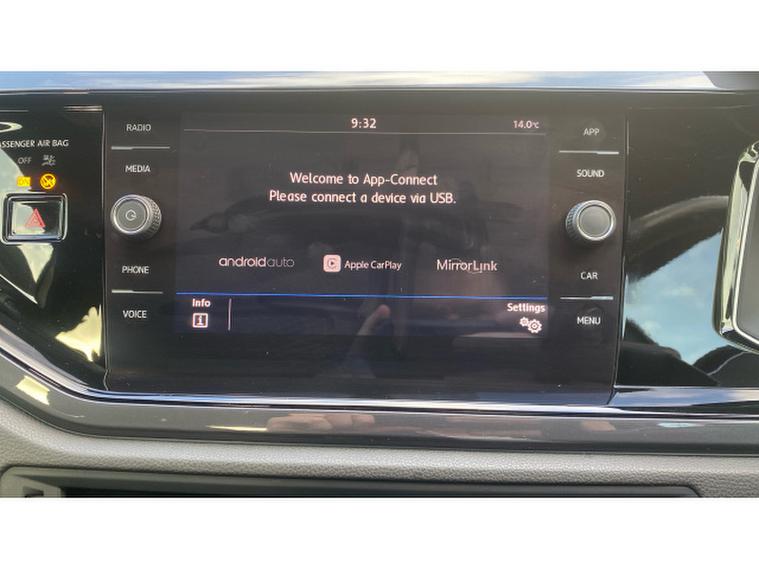 PASSENGER AIR BAG
OFF
RADIO
MEDIA
PHONE
VOICE
9:32
14.0°C
Welcome to App-Connect
Please connect a device via USB.
androidauto
Apple CarPlay
MirrorLink
Info
Settings
APP
SOUND
CAR
MENU